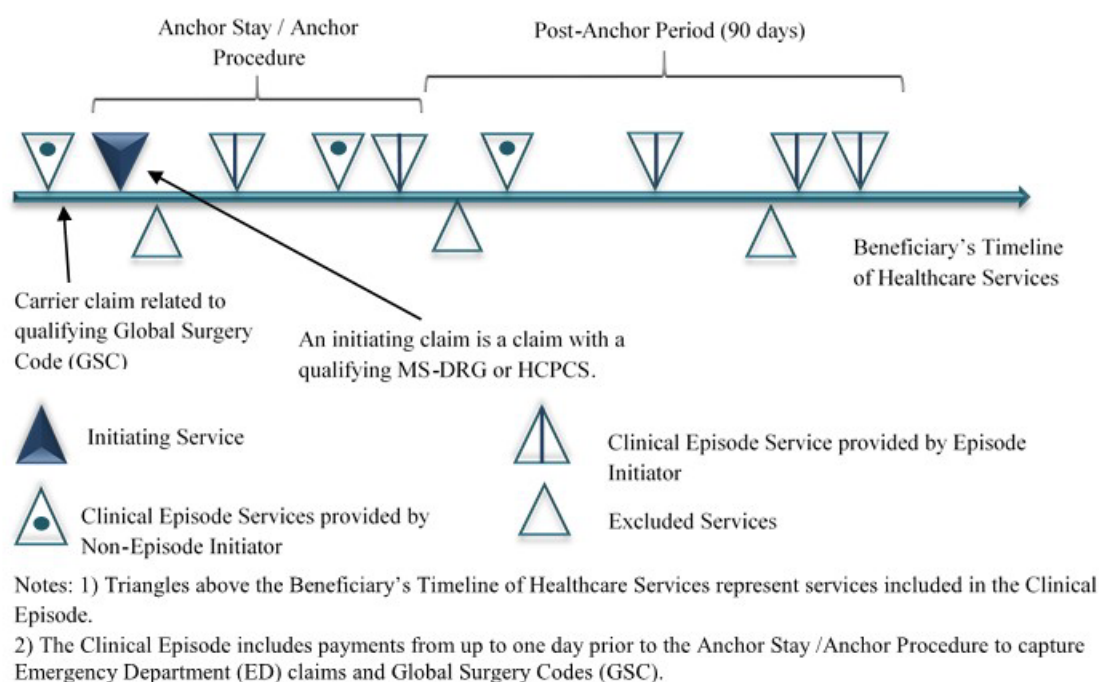 Anchor Stay / Anchor
Procedure
Post-Anchor Period (90 days)
Beneficiary’s Timeline
of Healthcare Services
Carrier claim related to
qualifying Global Surgery
Code (GSC)
An initiating claim is a claim with a
qualifying MS-DRG or HCPCS.
Initiating Service
Clinical Episode Service provided by Episode
Initiator
Clinical Episode Services provided by
Non-Episode Initiator
Excluded Services
Notes: 1) Triangles above the Beneficiary’s Timeline of Healthcare Services represent services included in the Clinical
Episode.
2) The Clinical Episode includes payments from up to one day prior to the Anchor Stay /Anchor Procedure to capture
Emergency Department (ED) claims and Global Surgery Codes (GSC).